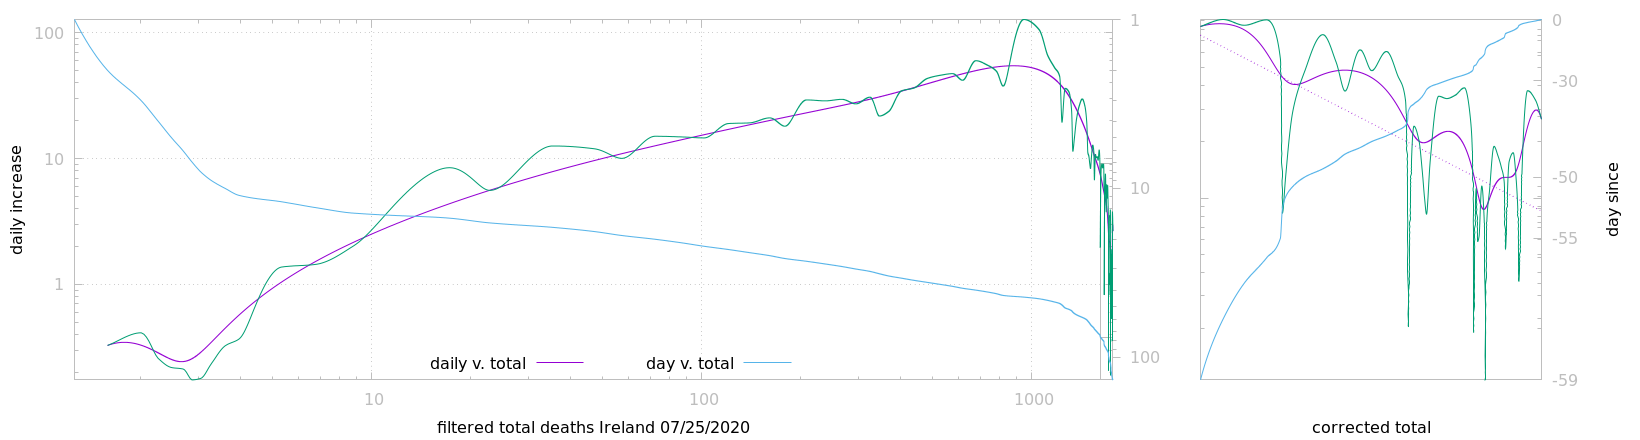 100
10
1
daily increase
1
10
100
10
100
1000
daily v. total
day v. total
filtered total deaths Ireland 07/25/2020
0
-30
-50
-55
-59
day since
corrected total